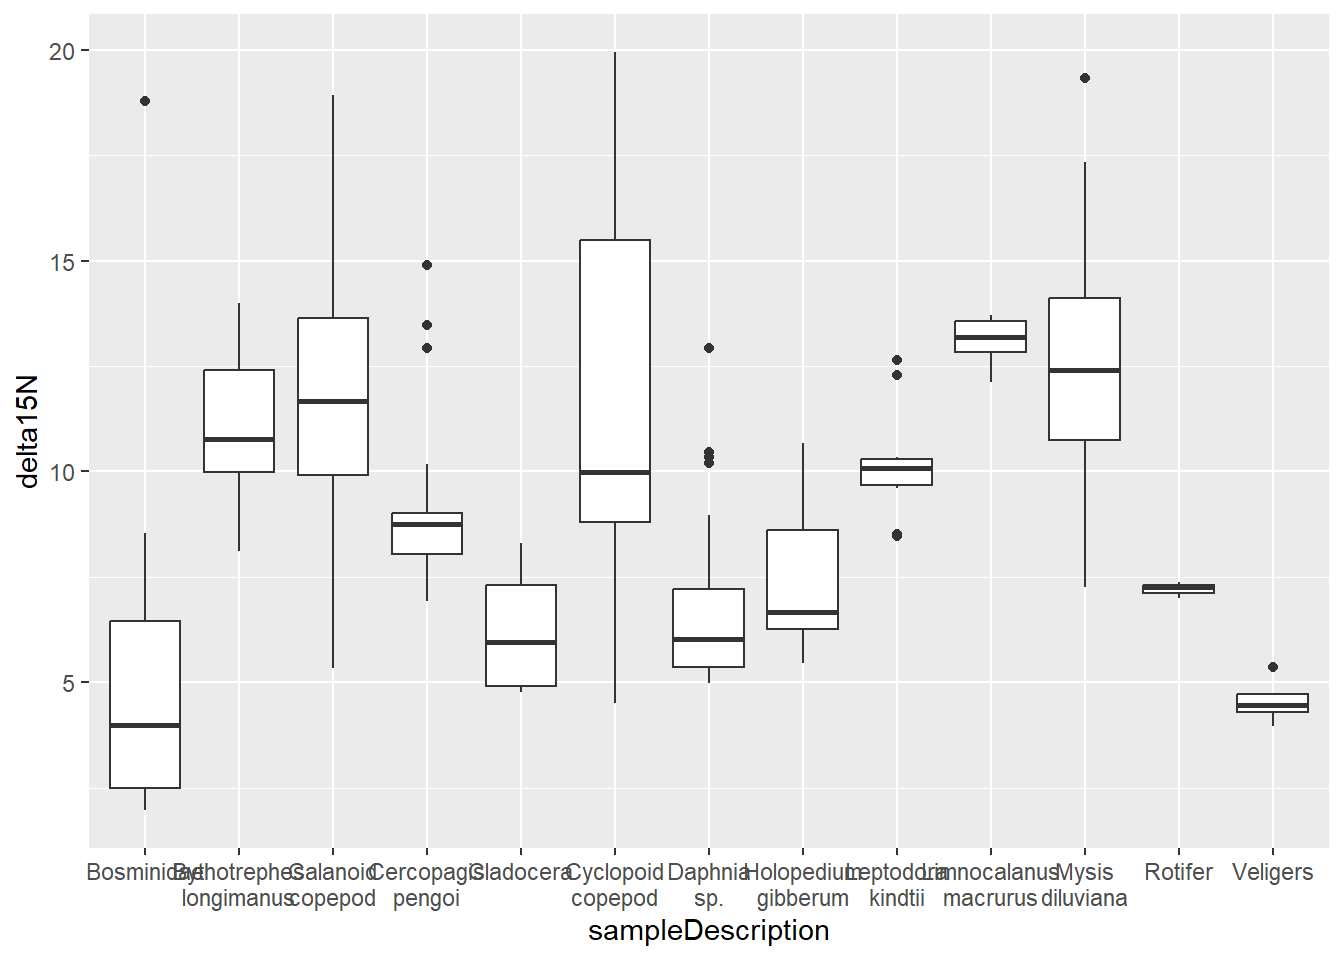 20
15
10
5
delta15N
Bosminidae Bythotrephes Calanoid Cercopagis Cladocera Cyclopoid Daphnia Holopedium Leptodora Limnocalanus Mysis Rotifer Veligers
longimanus copepod pengoi copepod sp. gibberum kindtii macrurus diluviana
sampleDescription